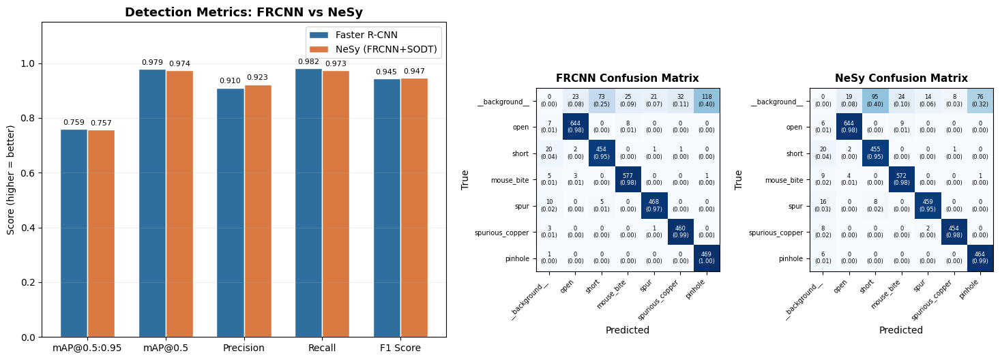 Detection Metrics: FRCNN vs NeSy
Faster R-CNN
NeSy (FRCNN+SODT)
Score (higher = better)
1.0
0.8
0.6
0.4
0.2
0.0
0.759 0.757 0.979 0.974 0.910 0.923 0.982 0.973 0.945 0.947
mAP@0.5:0.95 mAP@0.5 Precision Recall F1 Score
FRCNN Confusion Matrix
True
__background__ 0 23 73 25 21 32 118
(0.00) (0.08) (0.25) (0.09) (0.07) (0.11) (0.40)
open 7 644 0 8 0 0 0
(0.01) (0.98) (0.00) (0.01) (0.00) (0.00) (0.00)
short 20 2 454 0 1 1 0
(0.04) (0.00) (0.95) (0.00) (0.00) (0.00) (0.00)
mouse_bite 5 3 0 577 0 0 1
(0.01) (0.01) (0.00) (0.98) (0.00) (0.00) (0.00)
spur 10 0 5 468 0 0
(0.02) (0.00) (0.01) (0.00) (0.97) (0.00) (0.00)
spurious_copper 3 0 0 0 1 460 0
(0.01) (0.00) (0.00) (0.00) (0.00) (0.99) (0.00)
pinhole 1 0 0 0 0 0 469
(0.00) (0.00) (0.00) (0.00) (0.00) (0.00) (1.00)
__background__ open short mouse_bite spur spurious_copper pinhole
Predicted
NeSy Confusion Matrix
True
__background__ 0 19 95 24 14 8 76
(0.00) (0.08) (0.40) (0.10) (0.06) (0.03) (0.32)
open 6 644 0 9 0 0 0
(0.01) (0.98) (0.00) (0.01) (0.00) (0.00) (0.00)
short 20 2 455 0 0 1 0
(0.04) (0.00) (0.95) (0.00) (0.00) (0.00) (0.00)
mouse_bite 9 4 0 572 0 0 1
(0.02) (0.01) (0.00) (0.98) (0.00) (0.00) (0.00)
spur 16 0 8 0 459 0 0
(0.03) (0.00) (0.02) (0.00) (0.95) (0.00) (0.00)
spurious_copper 8 0 0 0 2 454 0
(0.02) (0.00) (0.00) (0.00) (0.00) (0.98) (0.00)
pinhole 6 0 0 0 0 0 464
(0.01) (0.00) (0.00) (0.00) (0.00) (0.00) (0.99)
__background__ open short mouse_bite spur spurious_copper pinhole
Predicted